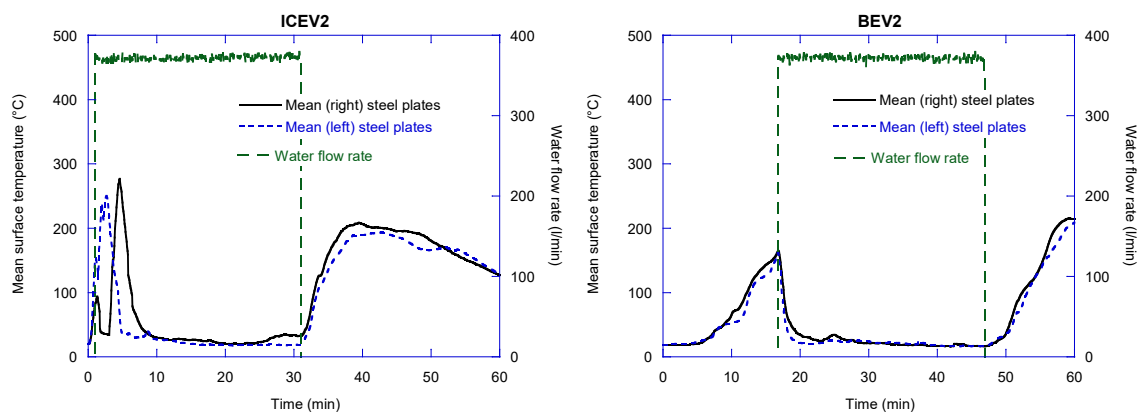 ICEV2
500
400
300
200
100
0
Mean surface temperature (°C)
400
300
200
100
0
Water flow rate (l/min)
Mean (right) steel plates
Mean (left) steel plates
Water flow rate
0 10 20 30 40 50 60
Time (min)
BEV2
500
400
300
200
100
0
Mean surface temperature (°C)
400
300
200
100
0
Water flow rate (l/min)
Mean (right) steel plates
Mean (left) steel plates
Water flow rate
0 10 20 30 40 50 60
Time (min)